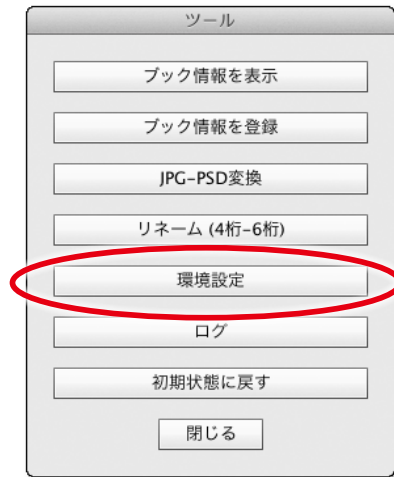 ツール
ブック情報を表示
ブック情報を登録
JPG-PSD変換
リネーム (4桁-6桁)
環境設定
ログ
初期状態に戻す
閉じる